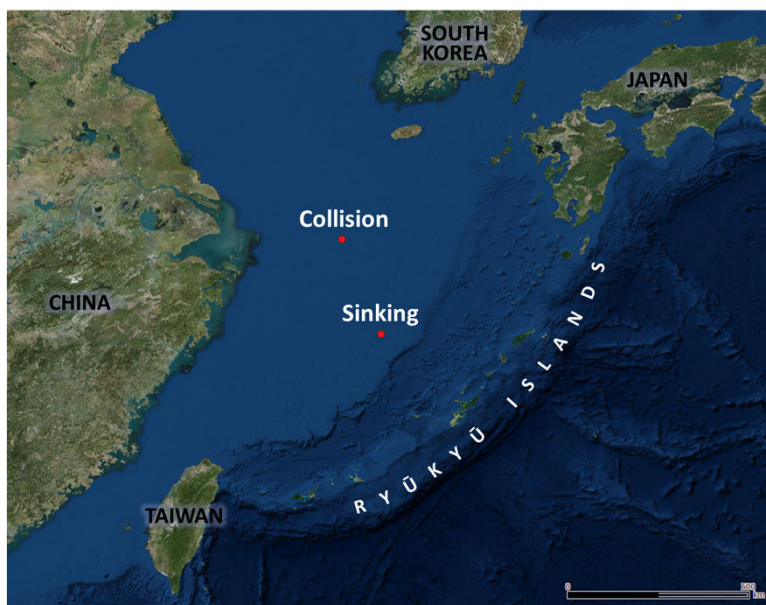 SOUTH
KOREA
JAPAN
Collision
CHINA
Sinking
RYŪKYŪ ISLANDS
TAIWAN
0 500
km